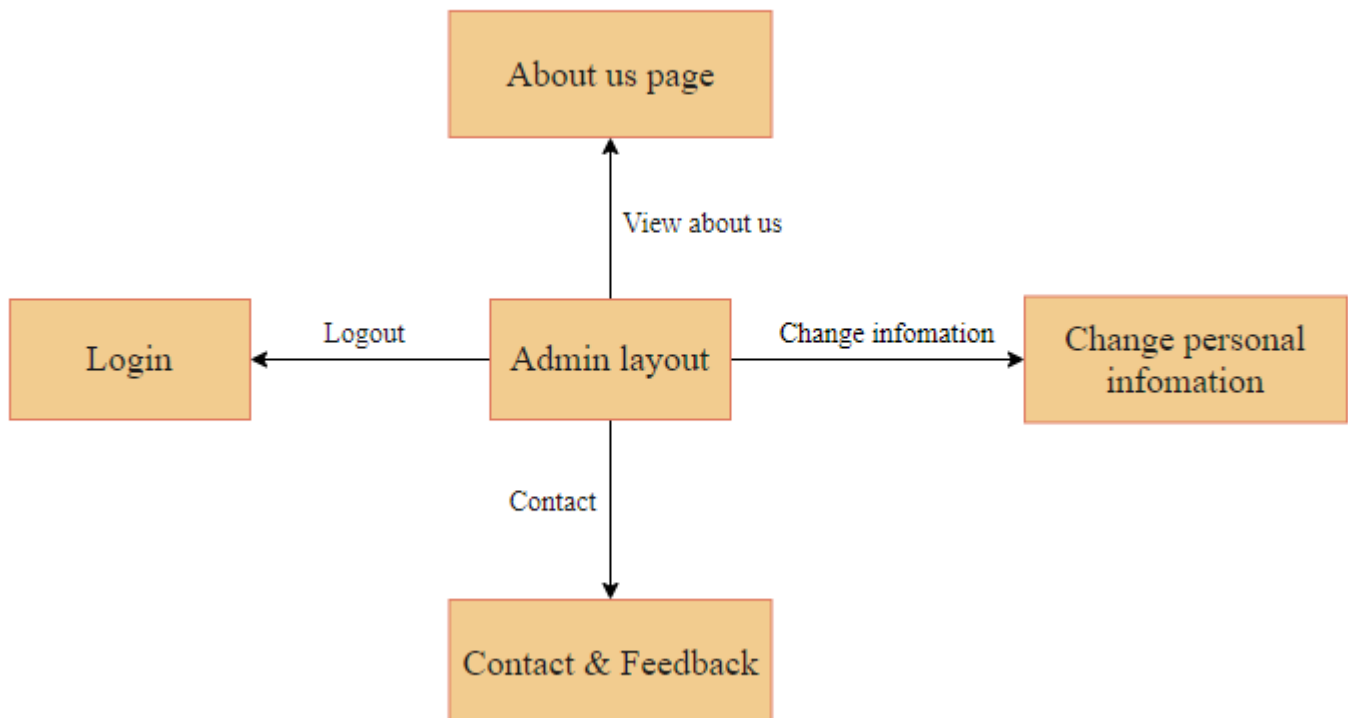 About us page
View about us
Logout
Change infomation
Login
Admin layout
Change personal
infomation
Contact
Contact & Feedback